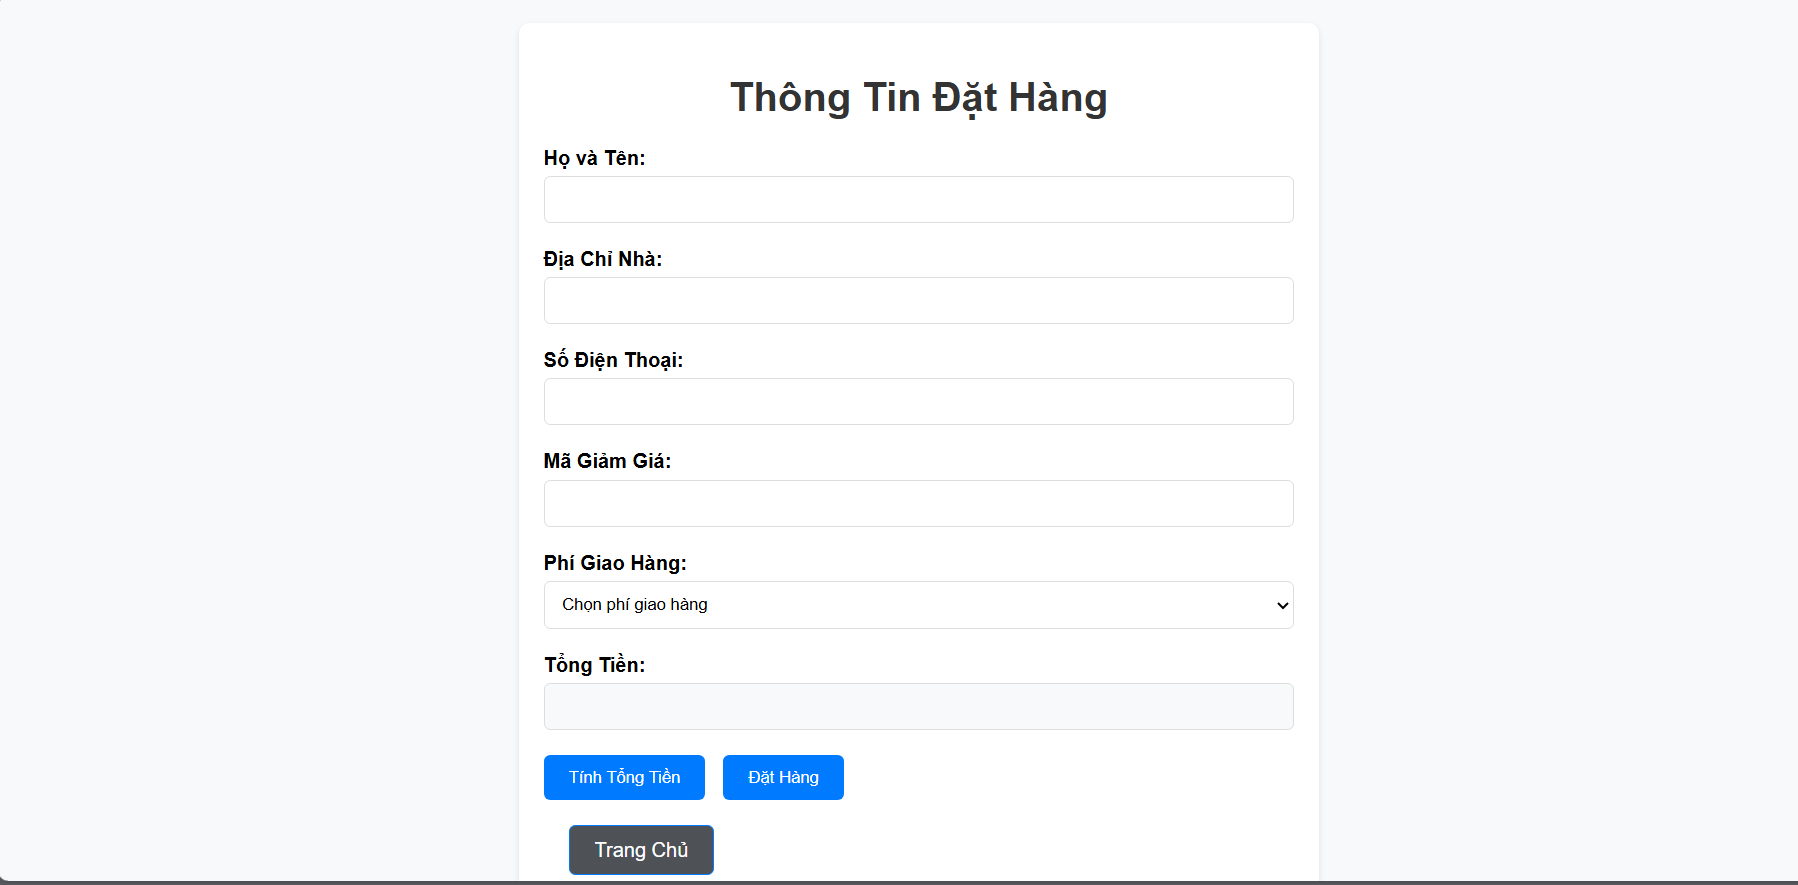 Thông Tin Đặt Hàng
Họ và Tên:
Địa Chỉ Nhà:
Số Điện Thoại:
Mã Giảm Giá:
Phí Giao Hàng:
Chọn phí giao hàng
Tổng Tiền:
Tính Tổng Tiền Đặt Hàng
Trang Chủ